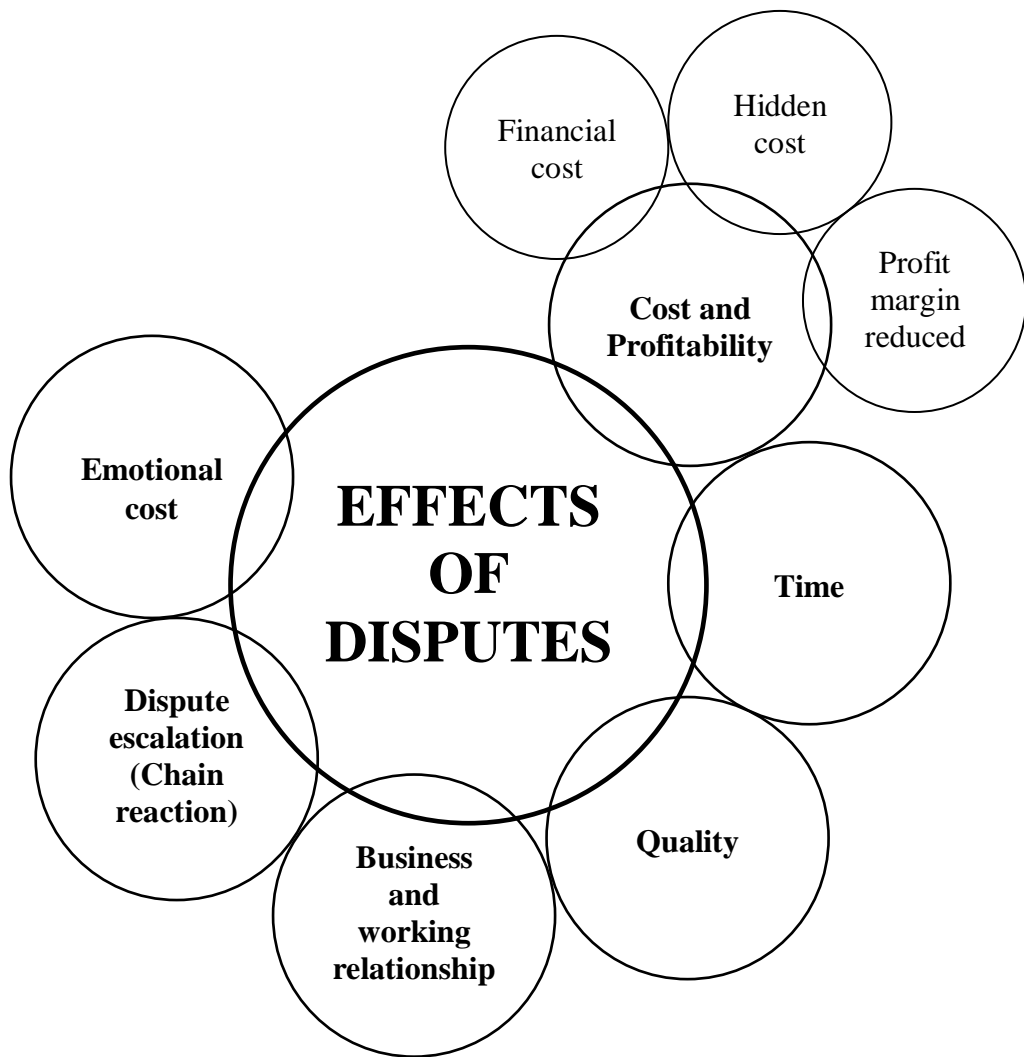 Financial
cost
Hidden
cost
Profit
margin
reduced
Cost and
Profitability
Emotional
cost
EFFECTS
OF
DISPUTES
Time
Dispute
escalation
(Chain
reaction)
Quality
Business
and
working
relationship